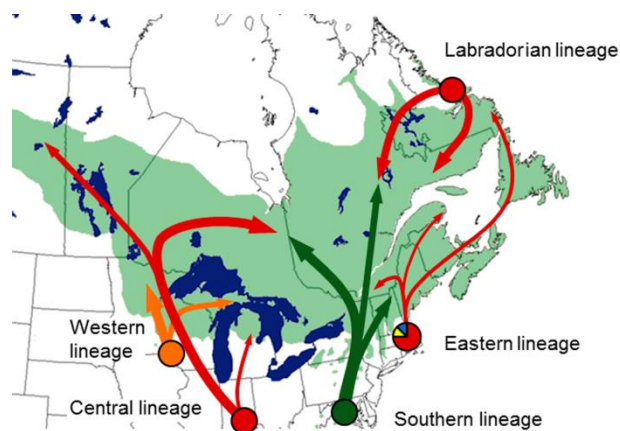 Labradorian lineage
Western
lineage
Eastern lineage
Central lineage
Southern lineage